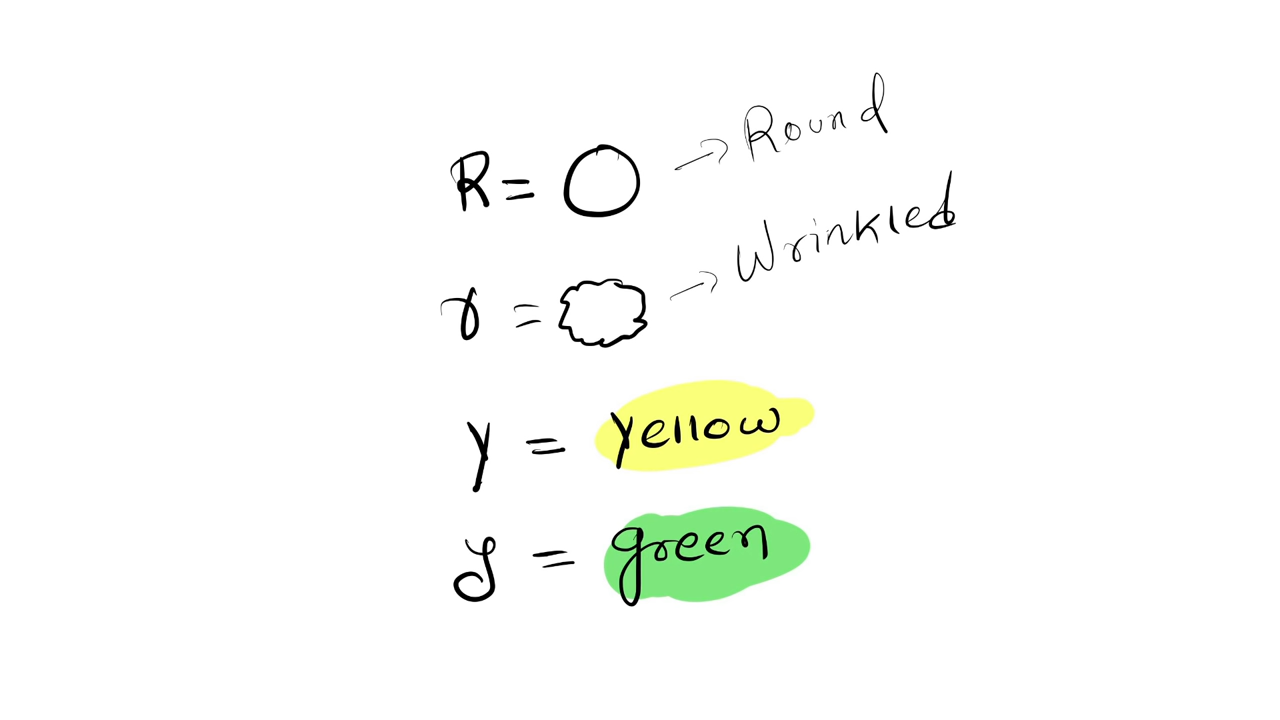 R = → Round
r = → Wrinkled
Y = yellow
y = green